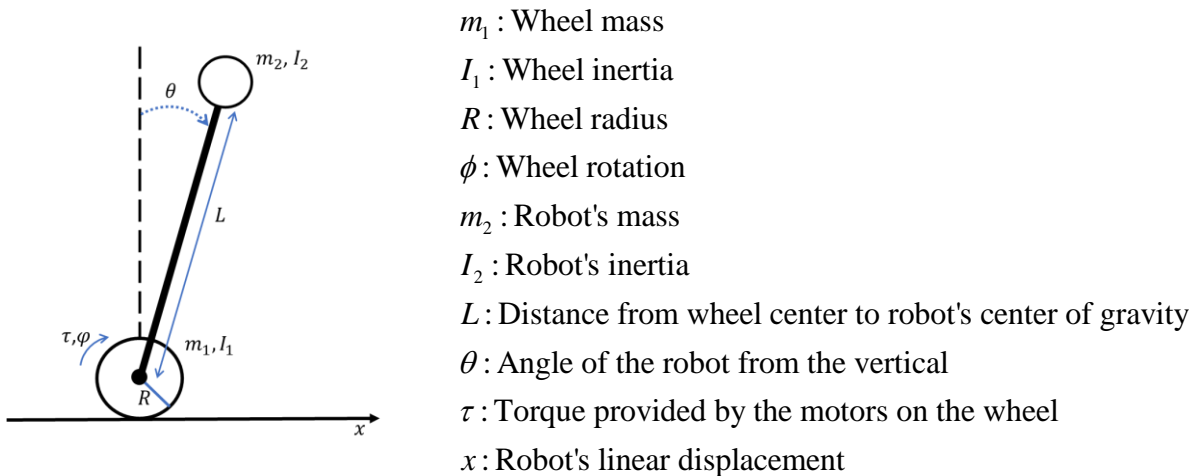 m₂, I₂
θ
L
τ,φ
m₁, I₁
R
x
m₁ : Wheel mass
I₁ : Wheel inertia
R : Wheel radius
ϕ : Wheel rotation
m₂ : Robot's mass
I₂ : Robot's inertia
L : Distance from wheel center to robot's center of gravity
θ : Angle of the robot from the vertical
τ : Torque provided by the motors on the wheel
x : Robot's linear displacement